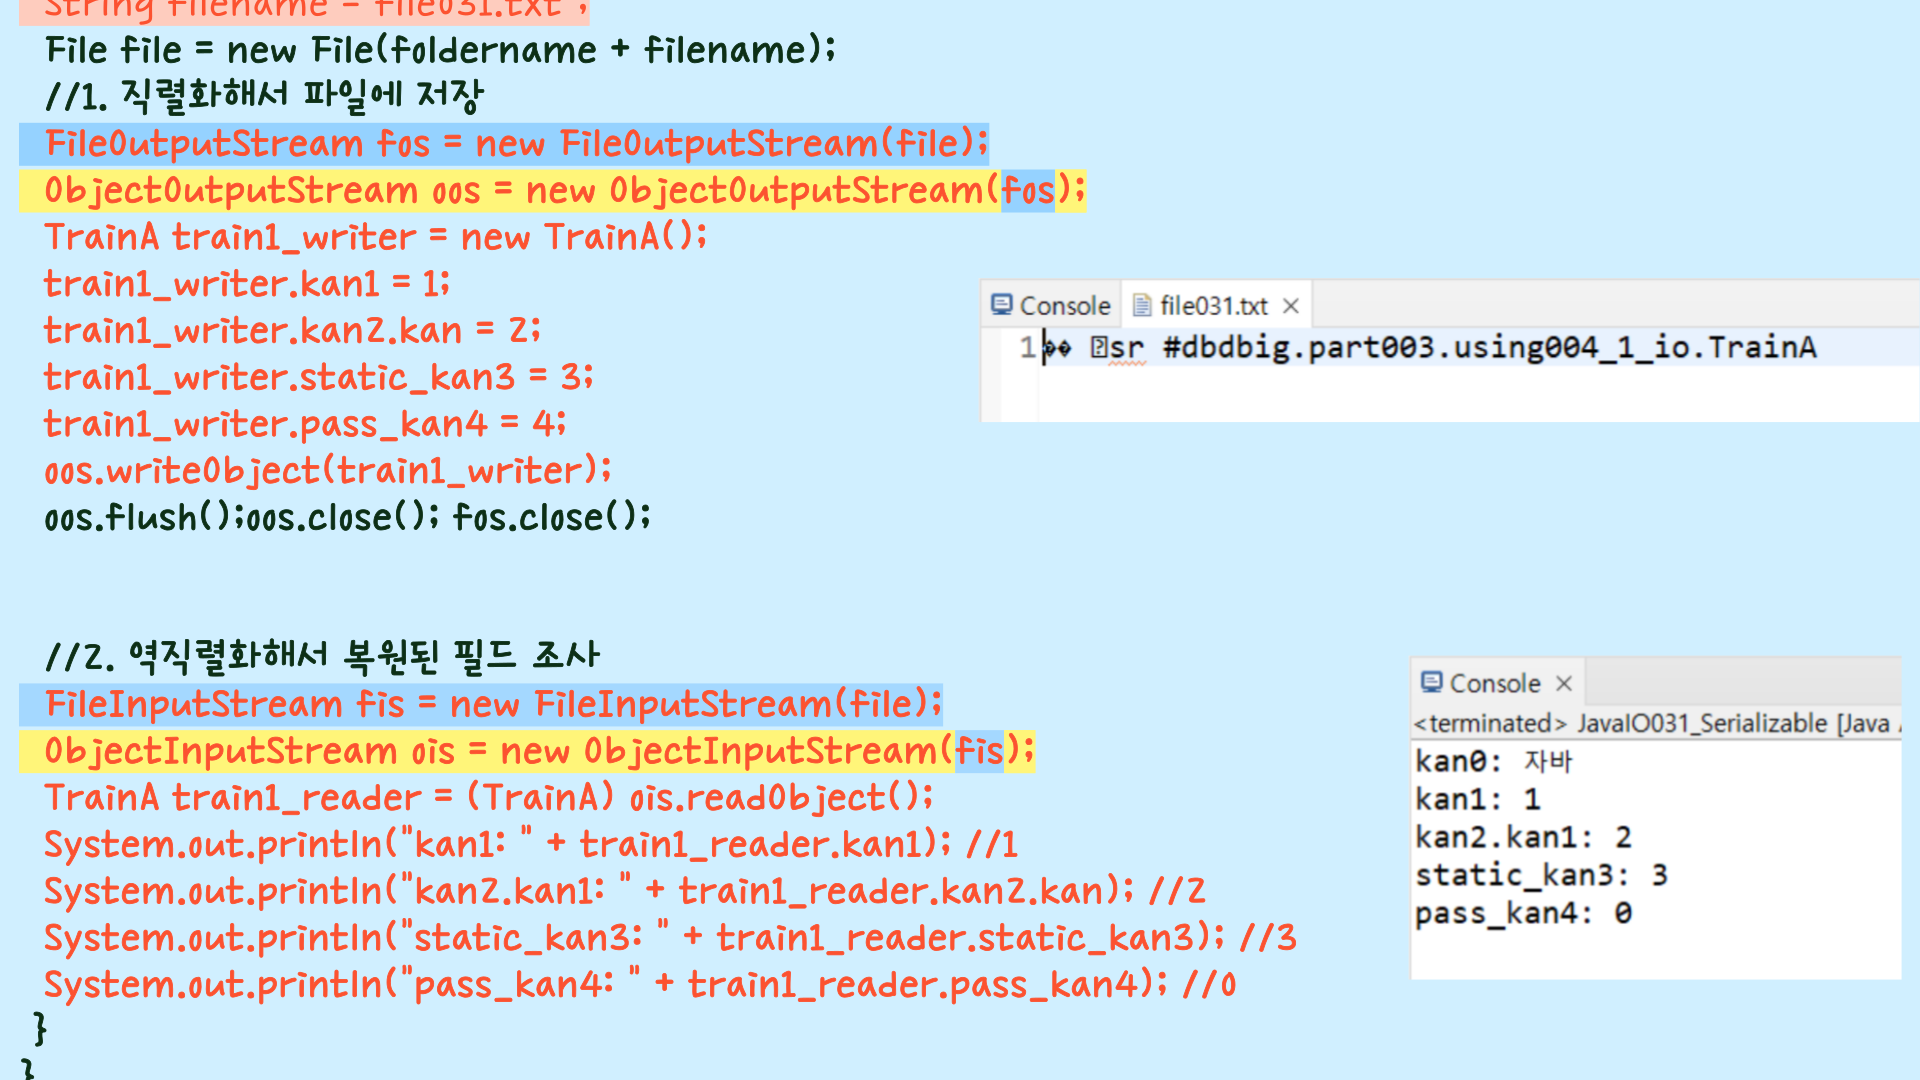 String filename = "file031.txt";
File file = new File(foldername + filename);
//1. 직렬화해서 파일에 저장
FileOutputStream fos = new FileOutputStream(file);
ObjectOutputStream oos = new ObjectOutputStream(fos);
TrainA train1_writer = new TrainA();
train1_writer.kan1 = 1;
train1_writer.kan2.kan = 2;
train1_writer.static_kan3 = 3;
train1_writer.pass_kan4 = 4;
oos.writeObject(train1_writer);
oos.flush();oos.close(); fos.close();
Console file031.txt
1 �� sr #dbdbig.part003.using004_1_io.TrainA
//2. 역직렬화해서 복원된 필드 조사
FileInputStream fis = new FileInputStream(file);
ObjectInputStream ois = new ObjectInputStream(fis);
TrainA train1_reader = (TrainA) ois.readObject();
System.out.println("kan1: " + train1_reader.kan1); //1
System.out.println("kan2.kan1: " + train1_reader.kan2.kan); //2
System.out.println("static_kan3: " + train1_reader.static_kan3); //3
System.out.println("pass_kan4: " + train1_reader.pass_kan4); //0
}
}
Console
<terminated> JavaIO031_Serializable [Java
kan0: 자바
kan1: 1
kan2.kan1: 2
static_kan3: 3
pass_kan4: 0